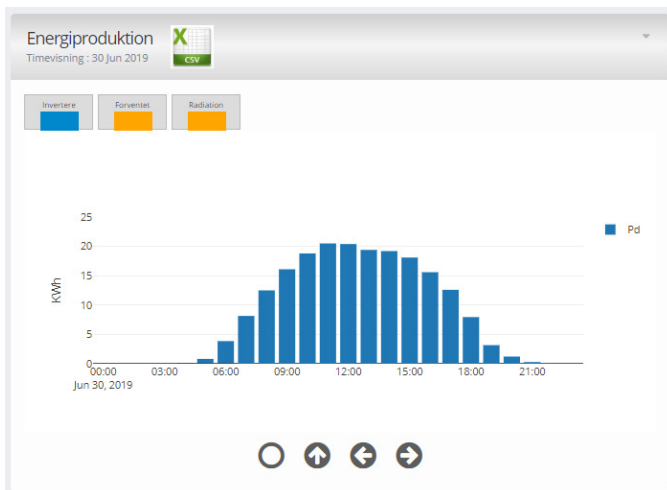 Energiproduktion
Timevisning : 30 Jun 2019
X
CSV
Invertere
Forventet
Radiation
25
20
15
10
5
0
KWh
Pd
00:00 03:00 06:00 09:00 12:00 15:00 18:00 21:00
Jun 30, 2019